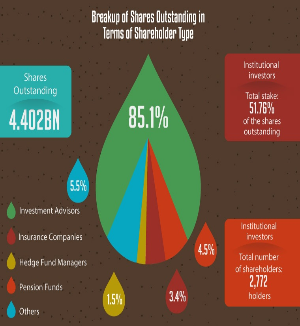 Breakup of Shares Outstanding in
Terms of Shareholder Type
Shares
Outstanding
4.402BN
85.1%
Institutional
investors
Total stake:
51.76%
of the shares
outstanding
5.5%
Investment Advisors
Insurance Companies
Hedge Fund Managers
Pension Funds
Others
1.5%
3.4%
4.5%
Institutional
investors
Total number
of shareholders:
2,772
holders